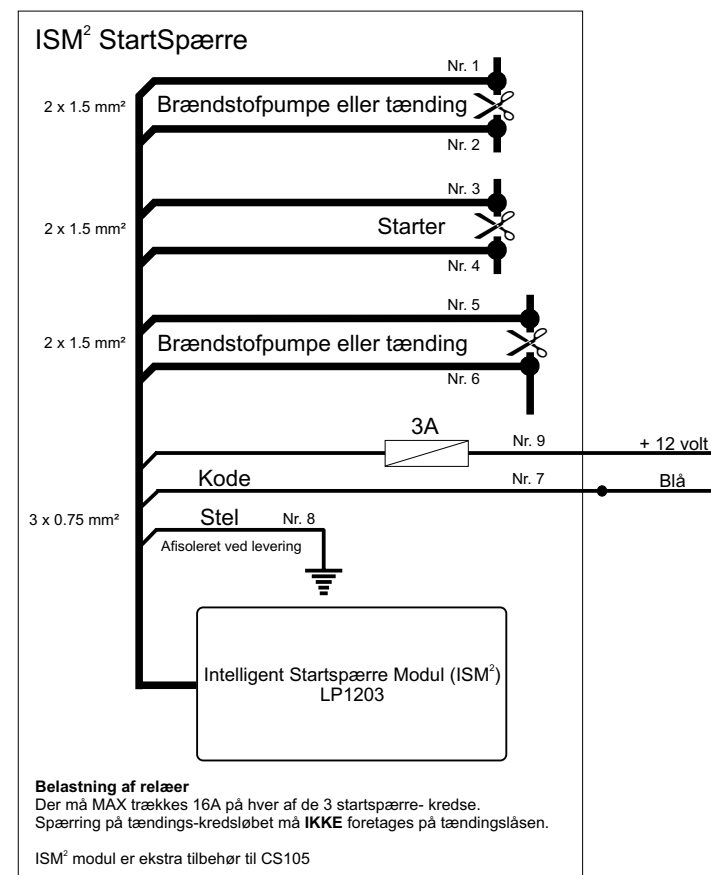 ISM² StartSpærre
Nr. 1
2 x 1.5 mm²
Brændstofpumpe eller tænding
Nr. 2
Nr. 3
2 x 1.5 mm²
Starter
Nr. 4
Nr. 5
2 x 1.5 mm²
Brændstofpumpe eller tænding
Nr. 6
3A
Nr. 9
+ 12 volt
Kode
Nr. 7
Blå
3 x 0.75 mm²
Stel
Nr. 8
Afisoleret ved levering
Intelligent Startspærre Modul (ISM²)
LP1203
Belastning af relæer
Der må MAX trækkes 16A på hver af de 3 startspærre- kredse.
Spærring på tændings-kredsløbet må IKKE foretages på tændingslåsen.
ISM² modul er ekstra tilbehør til CS105